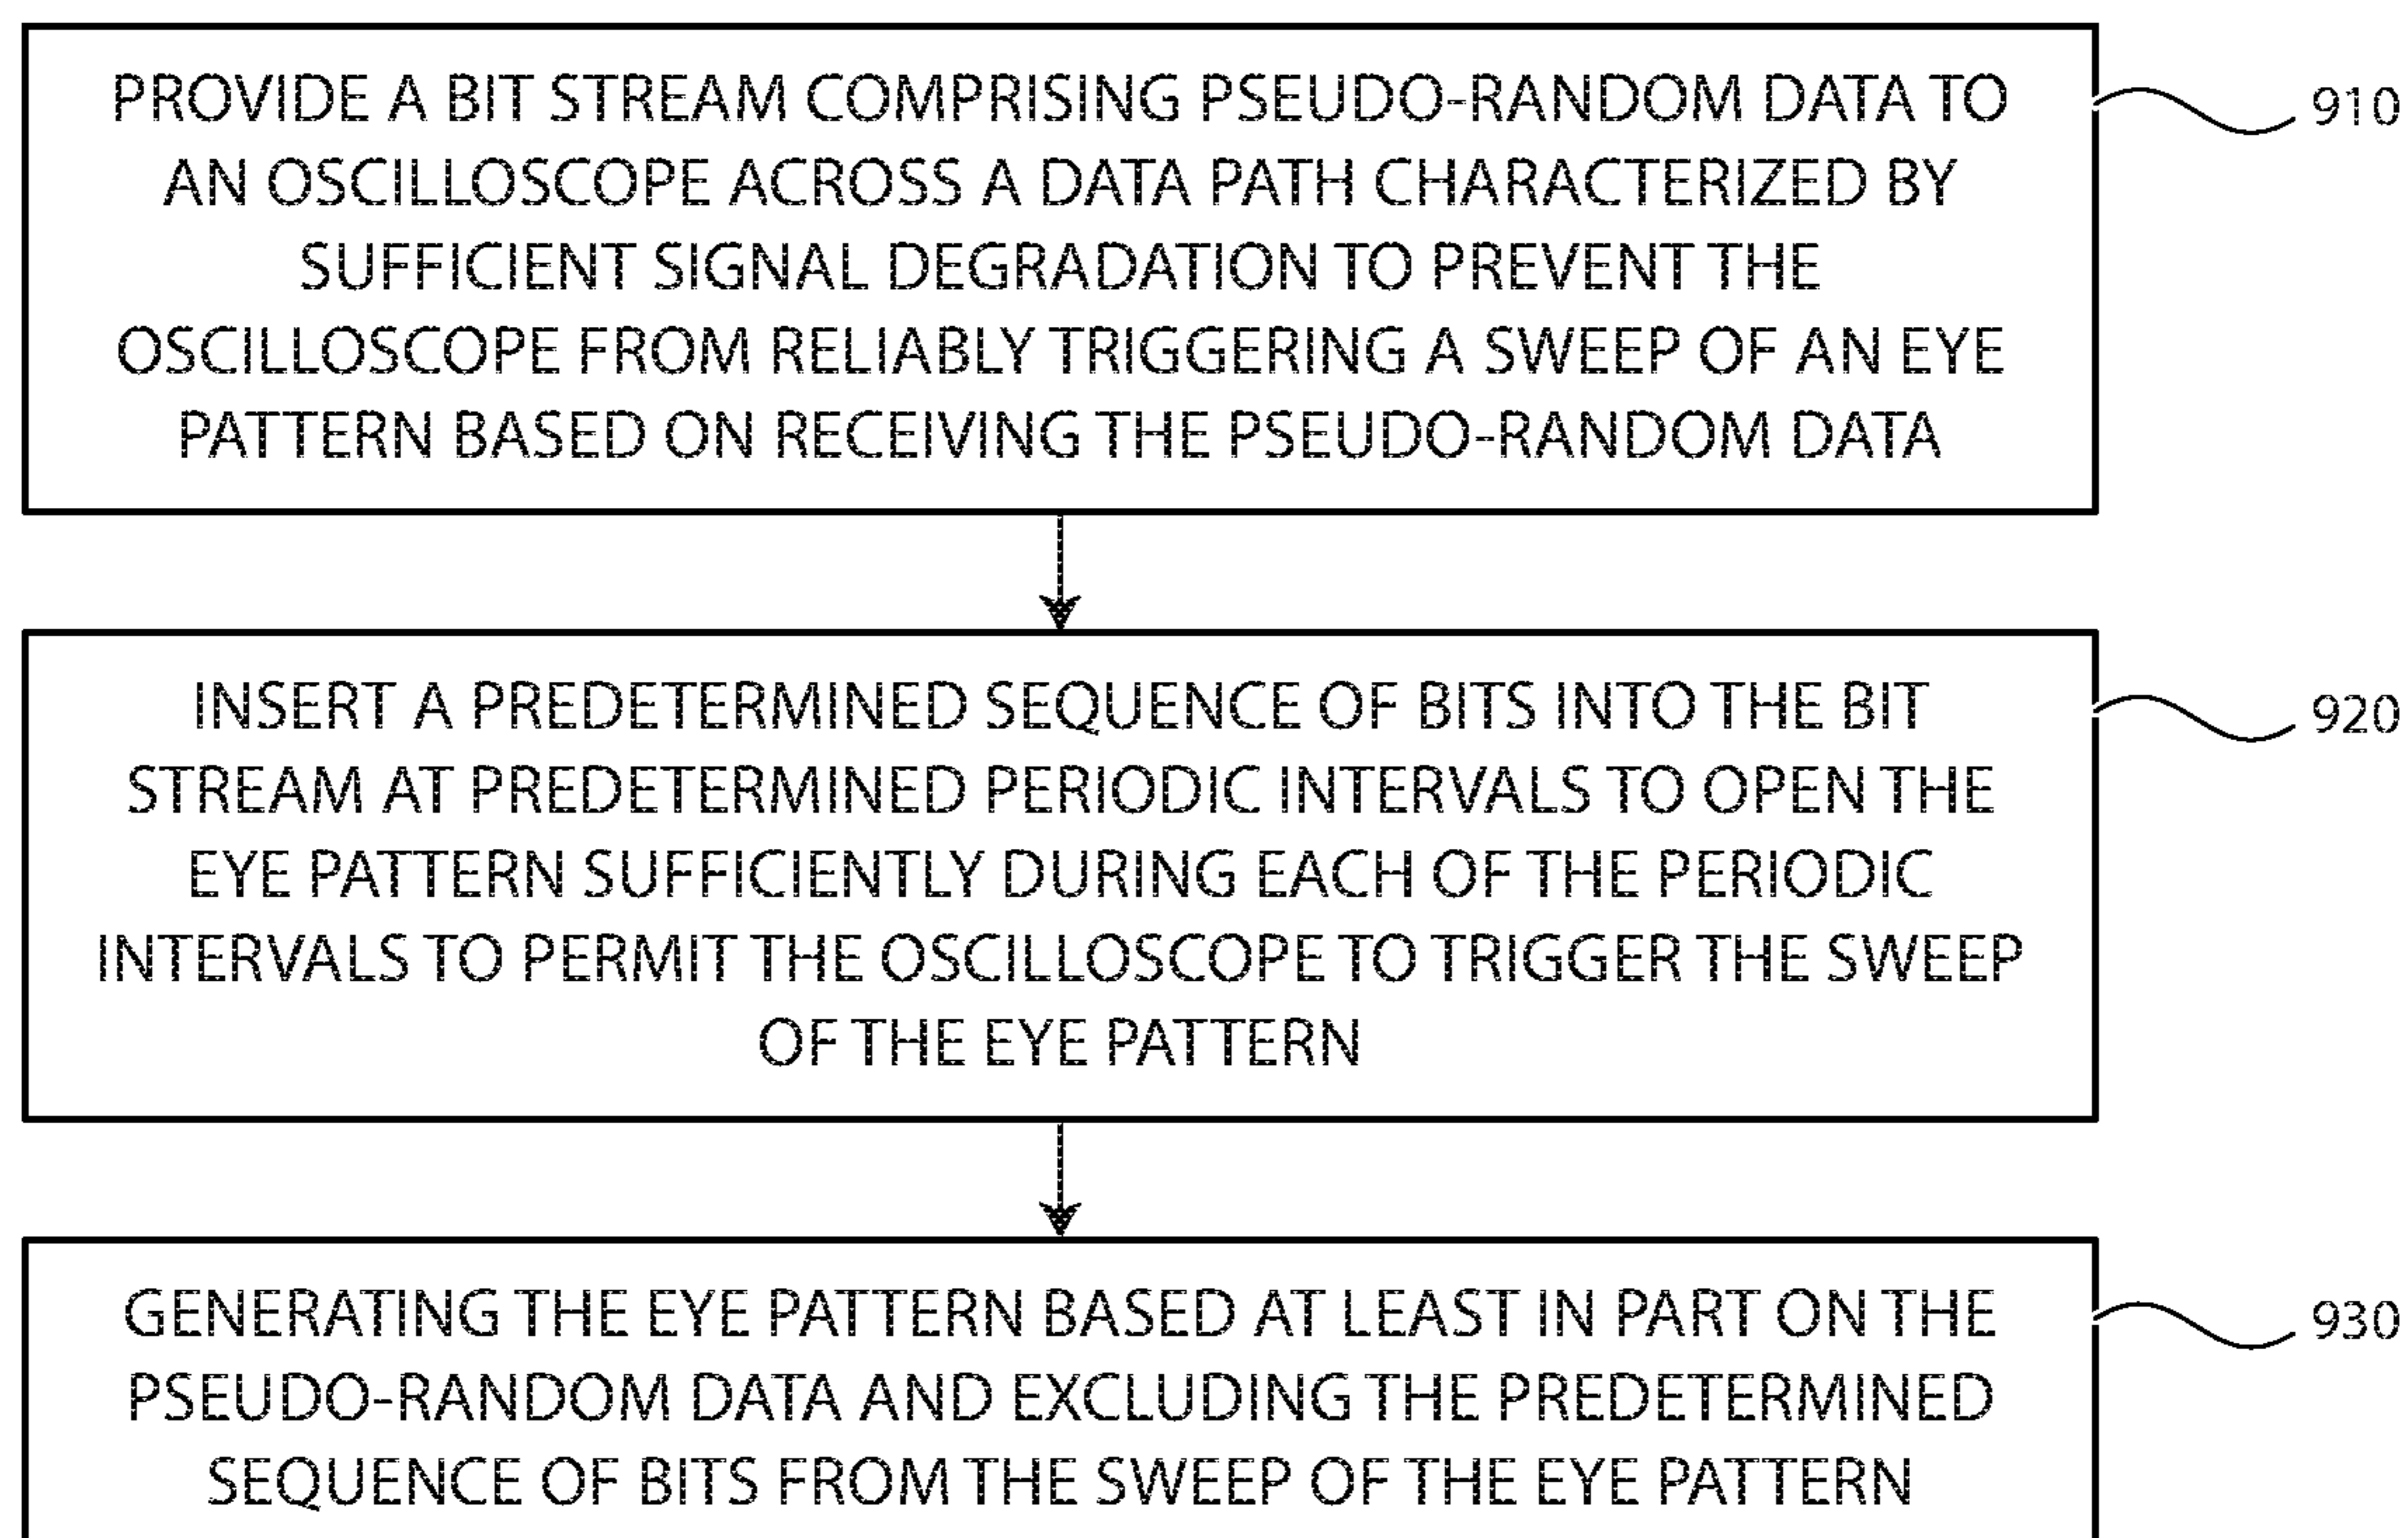 PROVIDE A BIT STREAM COMPRISING PSEUDO-RANDOM DATA TO
910
AN OSCILLOSCOPE ACROSS A DATA PATH CHARACTERIZED BY
SUFFICIENT SIGNAL DEGRADATION TO PREVENT THE
OSCILLOSCOPE FROM RELIABLY TRIGGERING A SWEEP OF AN EYE
PATTERN BASED ON RECEIVING THE PSEUDO-RANDOM DATA
INSERT A PREDETERMINED SEQUENCE OF BITS INTO THE BIT
920
STREAM AT PREDETERMINED PERIODIC INTERVALS TO OPEN THE
EYE PATTERN SUFFICIENTLY DURING EACH OF THE PERIODIC
INTERVALS TO PERMIT THE OSCILLOSCOPE TO TRIGGER THE SWEEP
OF THE EYE PATTERN
GENERATING THE EYE PATTERN BASED AT LEAST IN PART ON THE
930
PSEUDO-RANDOM DATA AND EXCLUDING THE PREDETERMINED
SEQUENCE OF BITS FROM THE SWEEP OF THE EYE PATTERN